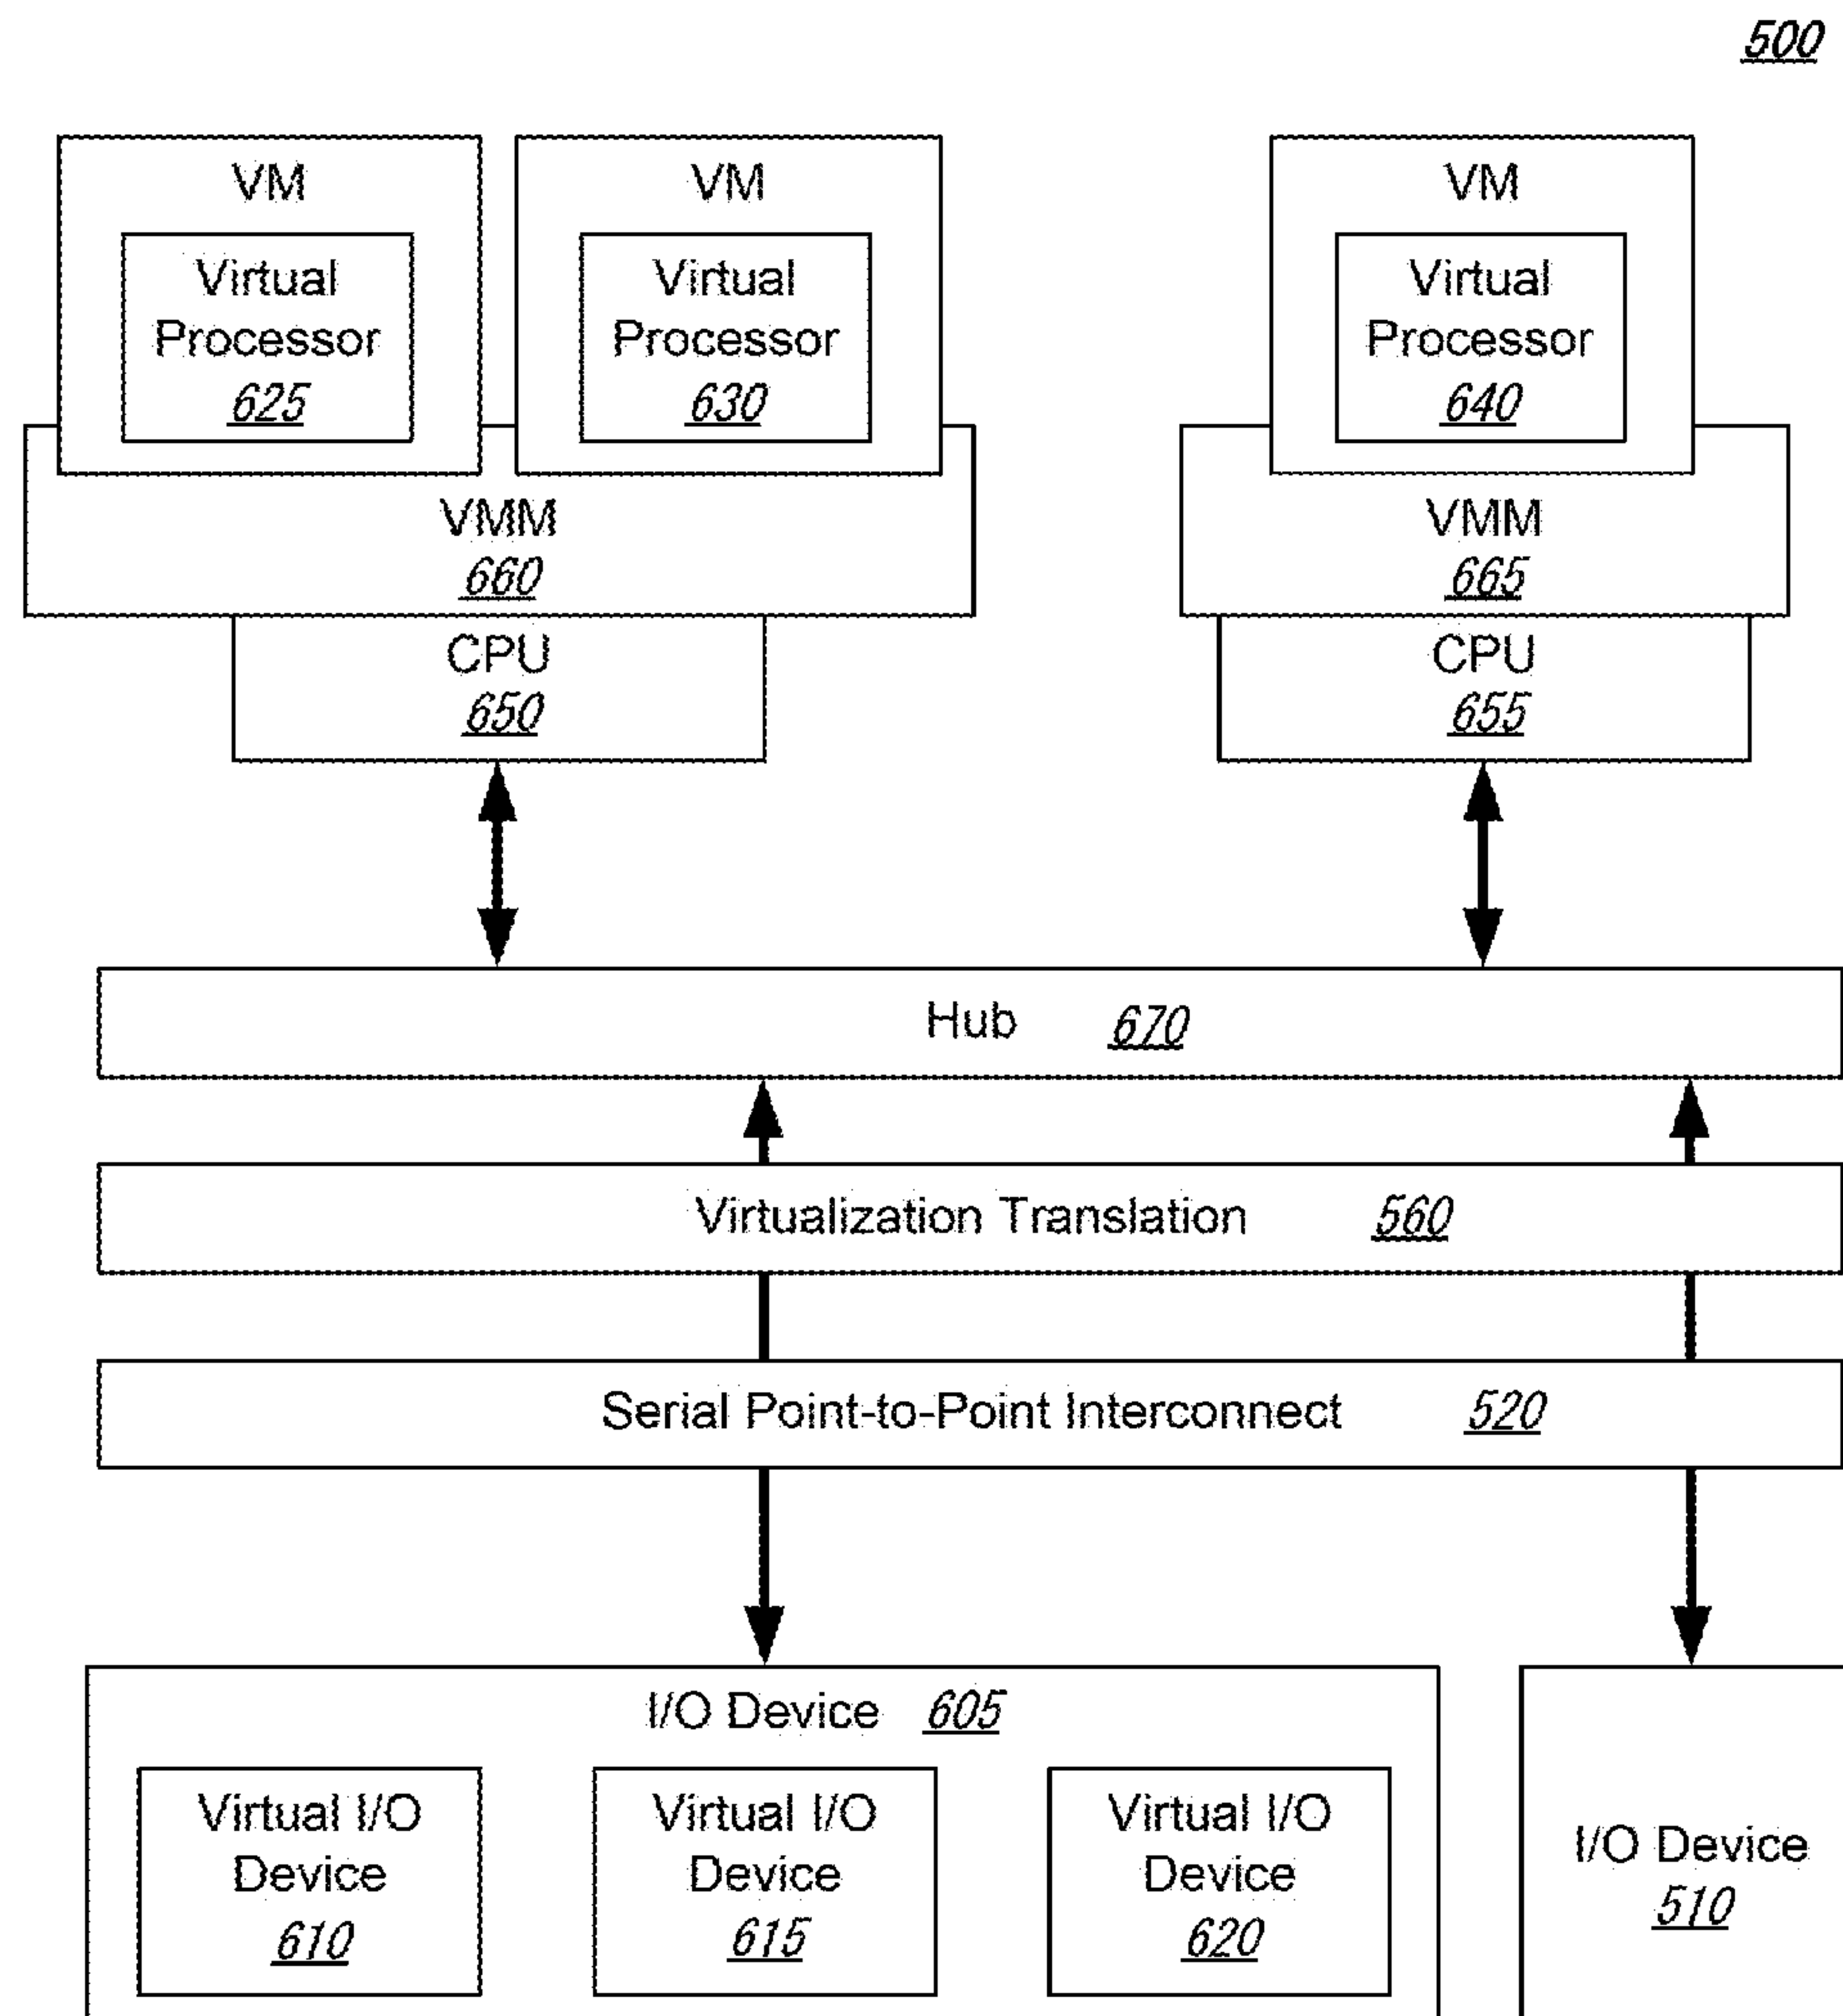 500
VM
Virtual
Processor
625
VM
Virtual
Processor
630
VM
Virtual
Processor
640
VMM
660
VMM
665
CPU
650
CPU
655
Hub 670
Virtualization Translation 560
Serial Point-to-Point Interconnect 520
I/O Device 605
Virtual I/O
Device
610
Virtual I/O
Device
615
Virtual I/O
Device
620
I/O Device
510